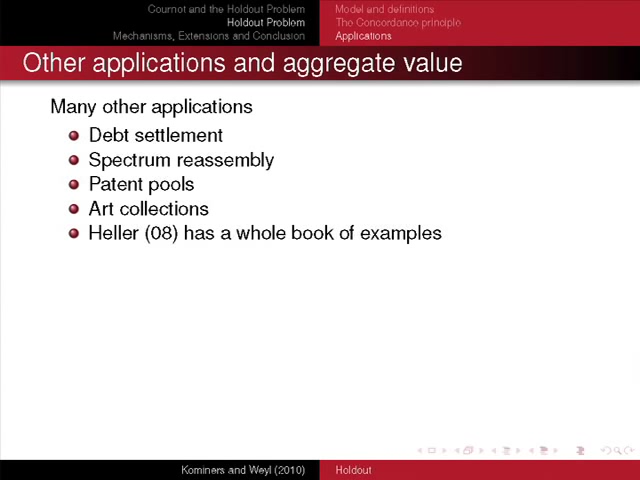 Cournot and the Holdout Problem
Holdout Problem
Mechanisms, Extensions and Conclusion
Model and definitions
The Concordance principle
Applications
Other applications and aggregate value
Many other applications
Debt settlement
Spectrum reassembly
Patent pools
Art collections
Heller (08) has a whole book of examples
Kominers and Weyl (2010)
Holdout